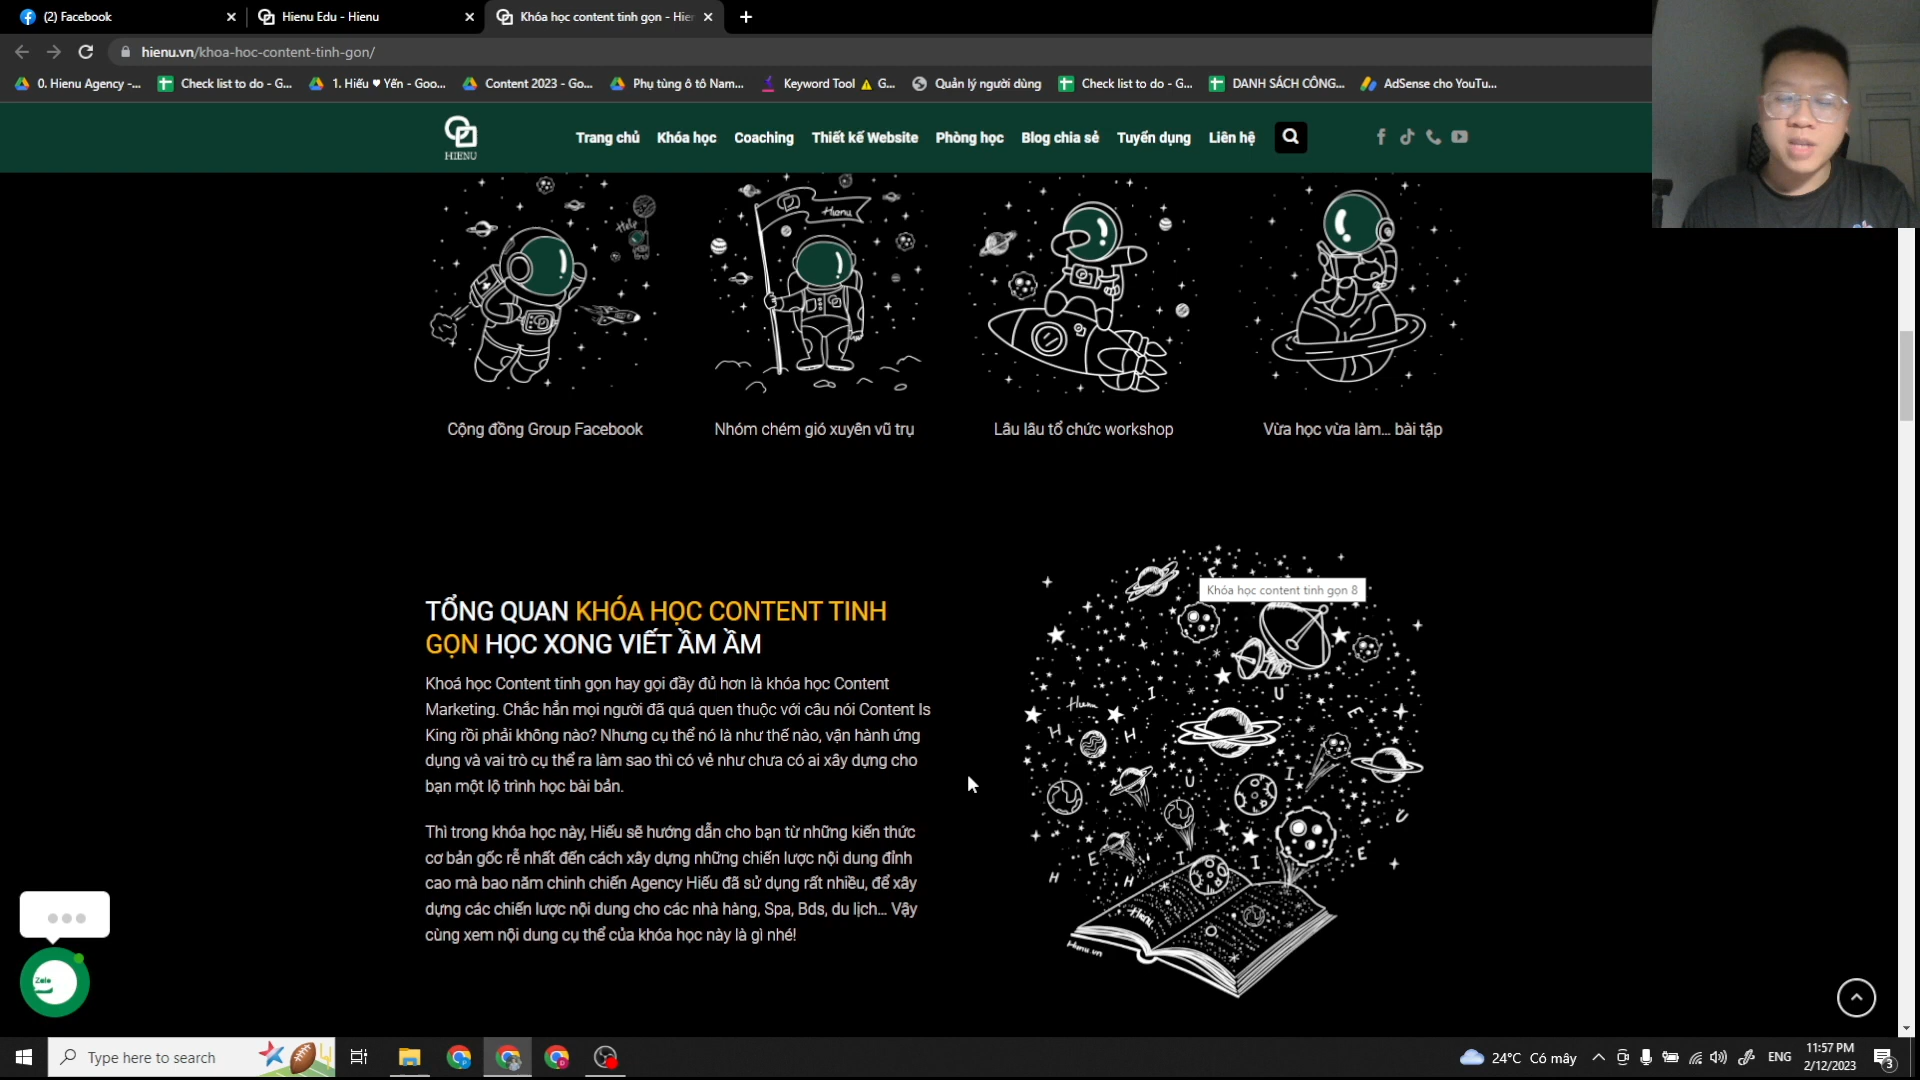 (2) Facebook
Hienu Edu - Hienu
Khóa học content tinh gọn - Hier
hienu.vn/khoa-hoc-content-tinh-gon/
0. Hienu Agency -...
Check list to do - G...
1. Hiếu ♥ Yến - Goo...
Content 2023 - Go...
Phụ tùng ô tô Nam...
Keyword Tool ⚠ G...
Quản lý người dùng
Check list to do - G...
DANH SÁCH CÔNG...
AdSense cho YouTu...
HIENU
Trang chủ
Khóa học
Coaching
Thiết kế Website
Phòng học
Blog chia sẻ
Tuyển dụng
Liên hệ
Help
Hienu
Cộng đồng Group Facebook
Nhóm chém gió xuyên vũ trụ
Lâu lâu tổ chức workshop
Vừa học vừa làm... bài tập
Khóa học content tinh gọn 8
TỔNG QUAN KHÓA HỌC CONTENT TINH
GỌN HỌC XONG VIẾT ẦM ẦM
Khoá học Content tinh gọn hay gọi đầy đủ hơn là khóa học Content
Marketing. Chắc hẳn mọi người đã quá quen thuộc với câu nói Content Is
King rồi phải không nào? Nhưng cụ thể nó là như thế nào, vận hành ứng
dụng và vai trò cụ thể ra làm sao thì có vẻ như chưa có ai xây dựng cho
bạn một lộ trình học bài bản.
Thì trong khóa học này, Hiếu sẽ hướng dẫn cho bạn từ những kiến thức
cơ bản gốc rễ nhất đến cách xây dựng những chiến lược nội dung đỉnh
cao mà bao năm chinh chiến Agency Hiếu đã sử dụng rất nhiều, để xây
dựng các chiến lược nội dung cho các nhà hàng, Spa, Bds, du lịch... Vậy
cùng xem nội dung cụ thể của khóa học này là gì nhé!
Hienu
Hienu
Hienu vn
Zalo
Type here to search
24°C Có mây
ENG
11:57 PM
2/12/2023
3